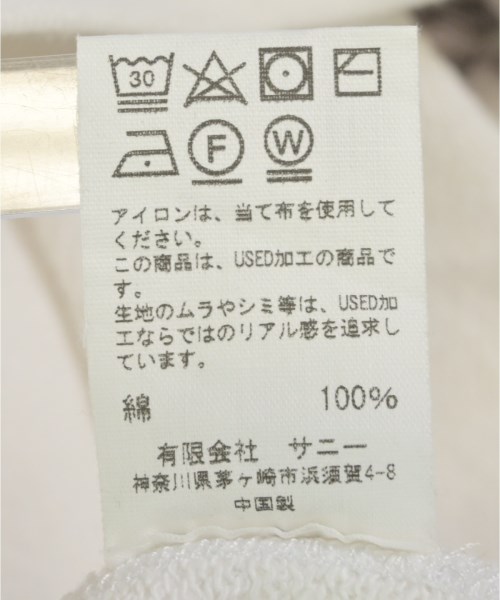 30
F W
アイロンは、当て布を使用して
ください。
この商品は、USED加工の商品で
す。
生地のムラやシミ等は、USED加
工ならではのリアル感を追求し
ています。
綿 100%
有限会社 サニー
神奈川県茅ヶ崎市浜須賀4-8
中国製